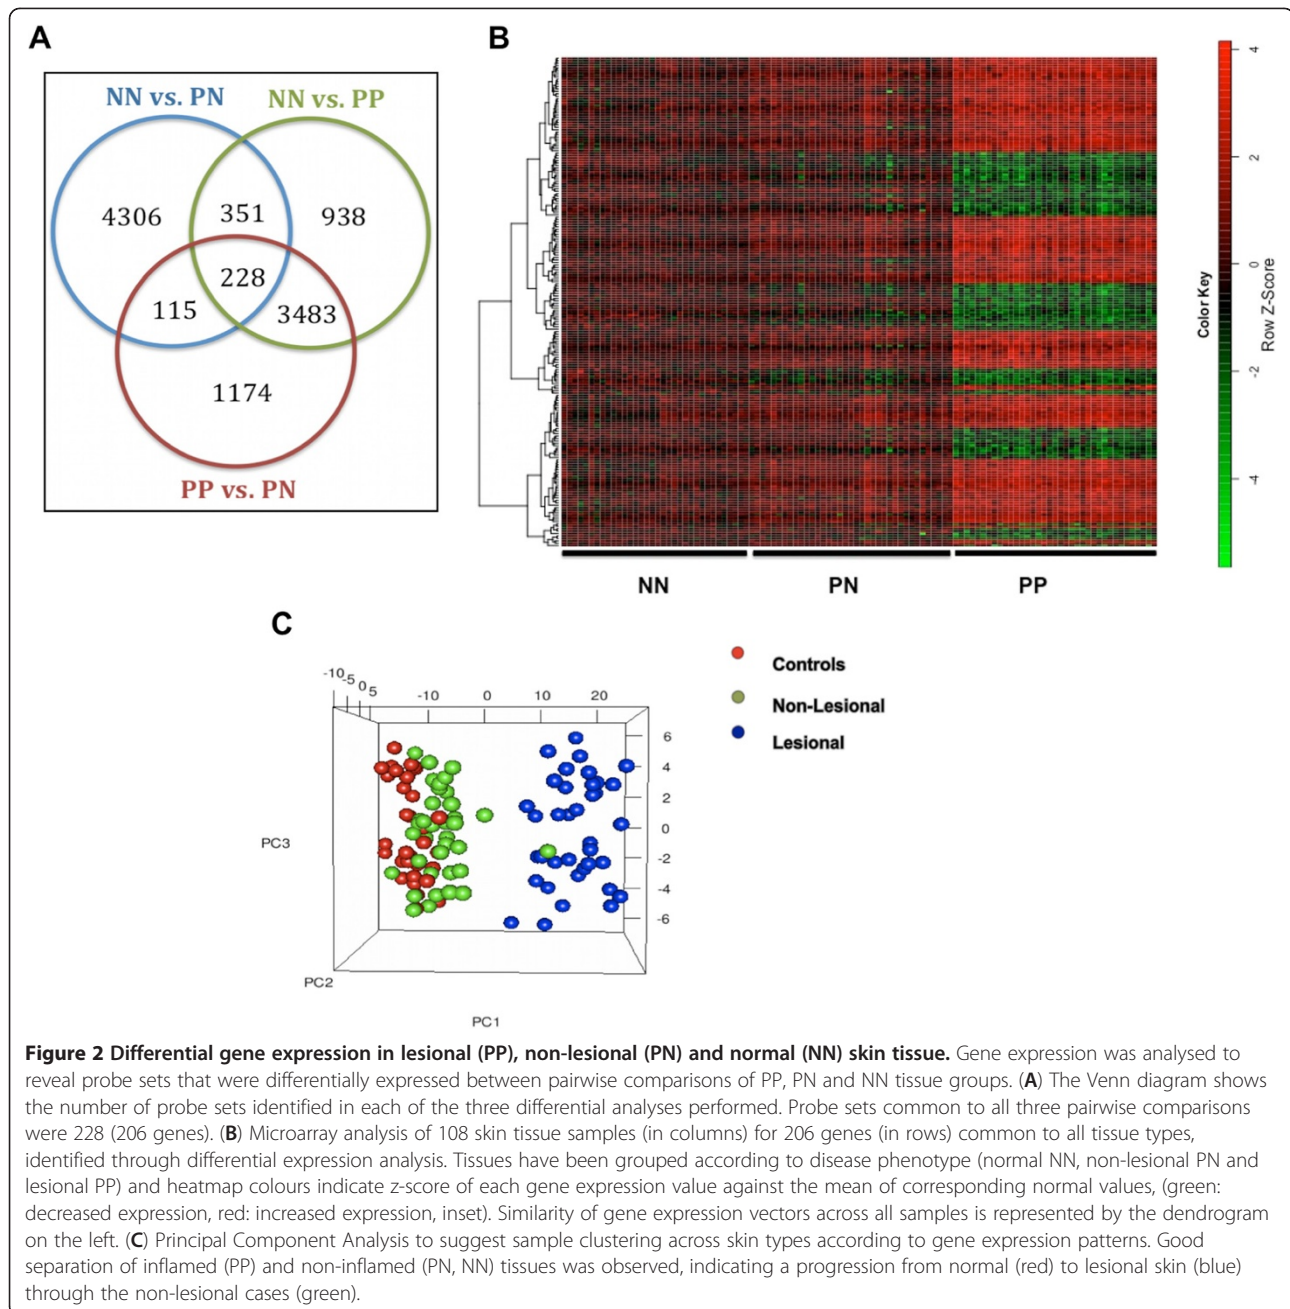 A
NN vs. PN
NN vs. PP
4306
351
938
228
115
3483
1174
PP vs. PN
B
NN
PN
PP
Color Key
Row Z-Score
4
2
0
-2
-4
C
-10
-5
0
5
-10
0
10
20
6
4
2
0
-2
-4
-6
PC3
PC2
PC1
Controls
Non-Lesional
Lesional
Figure 2 Differential gene expression in lesional (PP), non-lesional (PN) and normal (NN) skin tissue. Gene expression was analysed to
reveal probe sets that were differentially expressed between pairwise comparisons of PP, PN and NN tissue groups. (A) The Venn diagram shows
the number of probe sets identified in each of the three differential analyses performed. Probe sets common to all three pairwise comparisons
were 228 (206 genes). (B) Microarray analysis of 108 skin tissue samples (in columns) for 206 genes (in rows) common to all tissue types,
identified through differential expression analysis. Tissues have been grouped according to disease phenotype (normal NN, non-lesional PN and
lesional PP) and heatmap colours indicate z-score of each gene expression value against the mean of corresponding normal values, (green:
decreased expression, red: increased expression, inset). Similarity of gene expression vectors across all samples is represented by the dendrogram
on the left. (C) Principal Component Analysis to suggest sample clustering across skin types according to gene expression patterns. Good
separation of inflamed (PP) and non-inflamed (PN, NN) tissues was observed, indicating a progression from normal (red) to lesional skin (blue)
through the non-lesional cases (green).